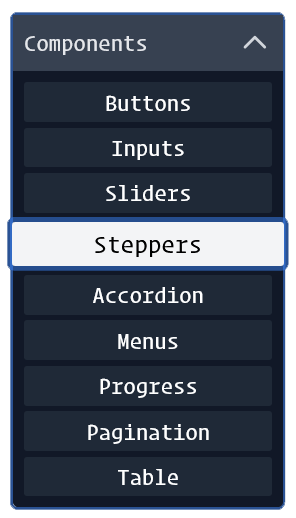 Components
Buttons
Inputs
Sliders
Steppers
Accordion
Menus
Progress
Pagination
Table